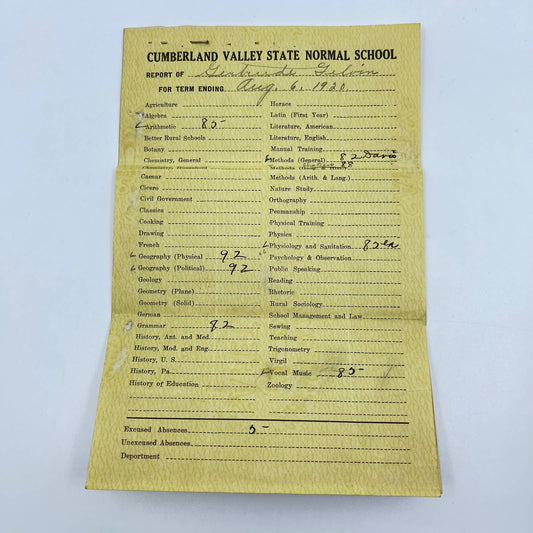 CUMBERLAND VALLEY STATE NORMAL SCHOOL
REPORT OF Gertrude Gelvin
FOR TERM ENDING Aug. 6, 1920
Agriculture
Algebra
Arithmetic 85
Better Rural Schools
Botany
Chemistry, General
Caesar
Cicero
Civil Government
Classics
Cooking
Drawing
French
Geography (Physical 92
Geography (Political) 92
Geology
Geometry (Plane)
Geometry (Solid)
German
Grammar 82
History, Ant. and Med.
History, Mod. and Eng.
History, U. S.
History, Pa.
History of Education
Horace
Latin (First Year)
Literature, American
Literature, English
Manual Training
Methods (General) 82 Davis
Methods 88
Methods (Arith. & Lang.)
Nature Study
Orthography
Penmanship
Physical Training
Physics
Physiology and Sanitation 82
Psychology & Observation
Public Speaking
Reading
Rhetoric
Rural Sociology
School Management and Law
Sewing
Teaching
Trigonometry
Virgil
Vocal Music 85
Zoology
Excused Absences 5
Unexcused Absences
Department